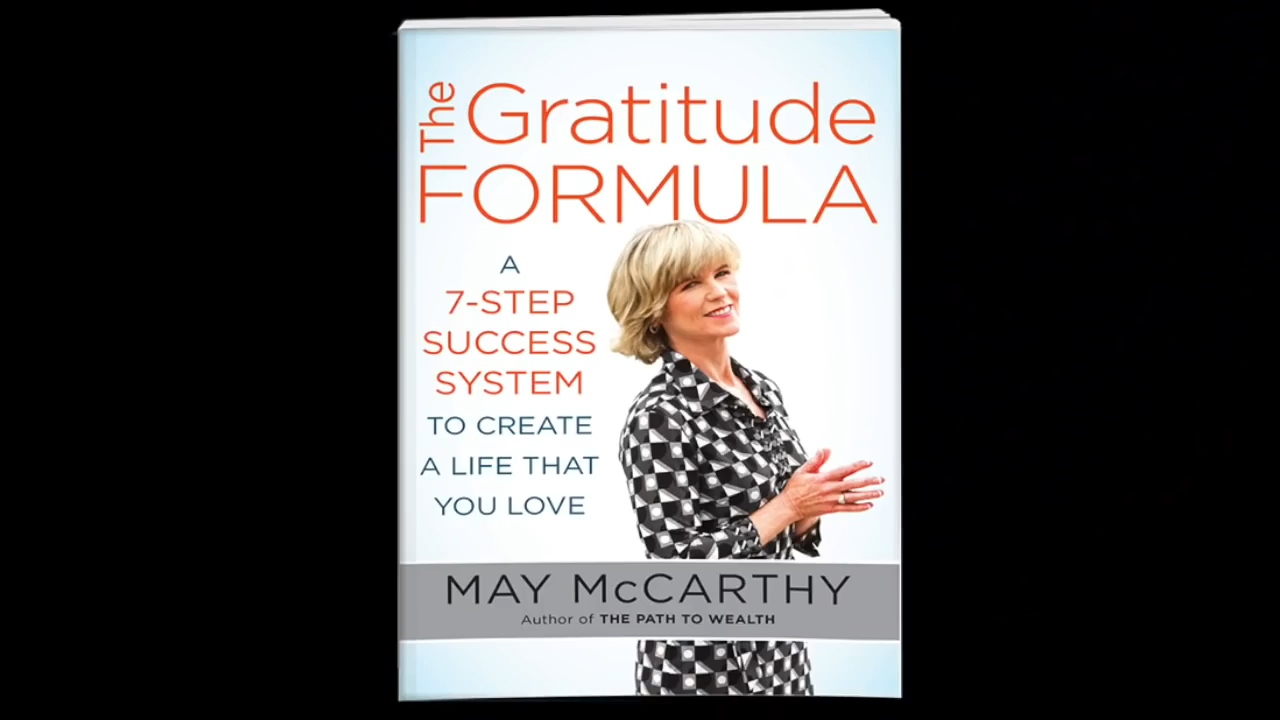 The Gratitude
FORMULA
A
7-STEP
SUCCESS
SYSTEM
TO CREATE
A LIFE THAT
YOU LOVE
MAY McCARTHY
Author of THE PATH TO WEALTH